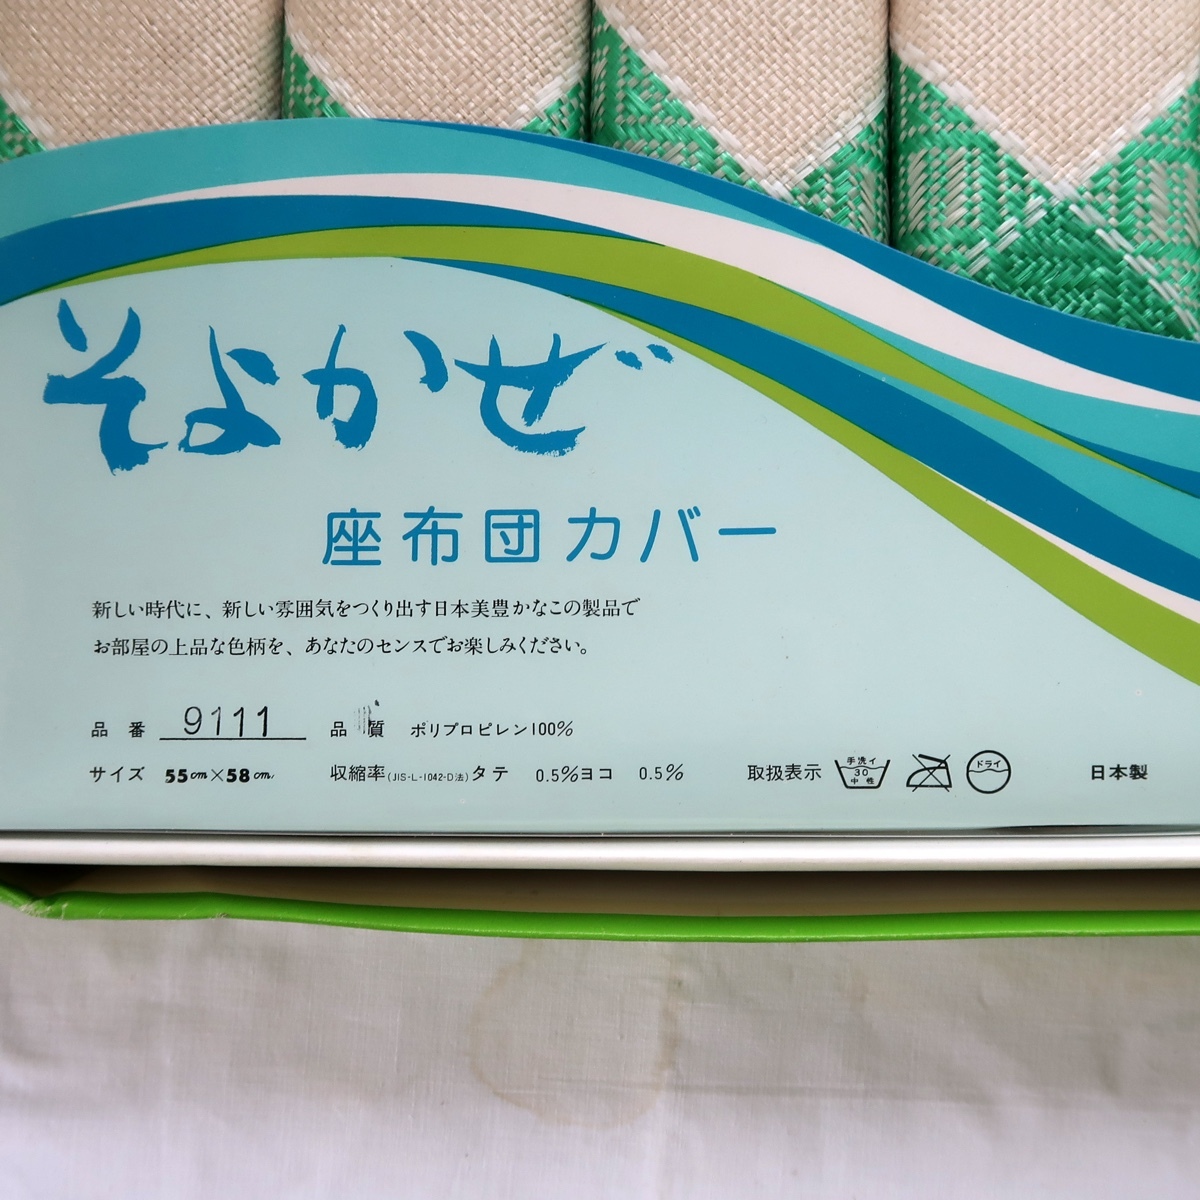 そよかぜ
座布団カバー
新しい時代に、新しい雰囲気をつくり出す日本美豊かなこの製品で
お部屋の上品な色柄を、あなたのセンスでお楽しみください。
品番 9111 品質 ポリプロピレン100%
サイズ 55cm×58cm 収縮率(JIS-L-1042-D法)タテ 0.5%ヨコ 0.5% 取扱表示 手洗イ 30 中性 ドライ 日本製